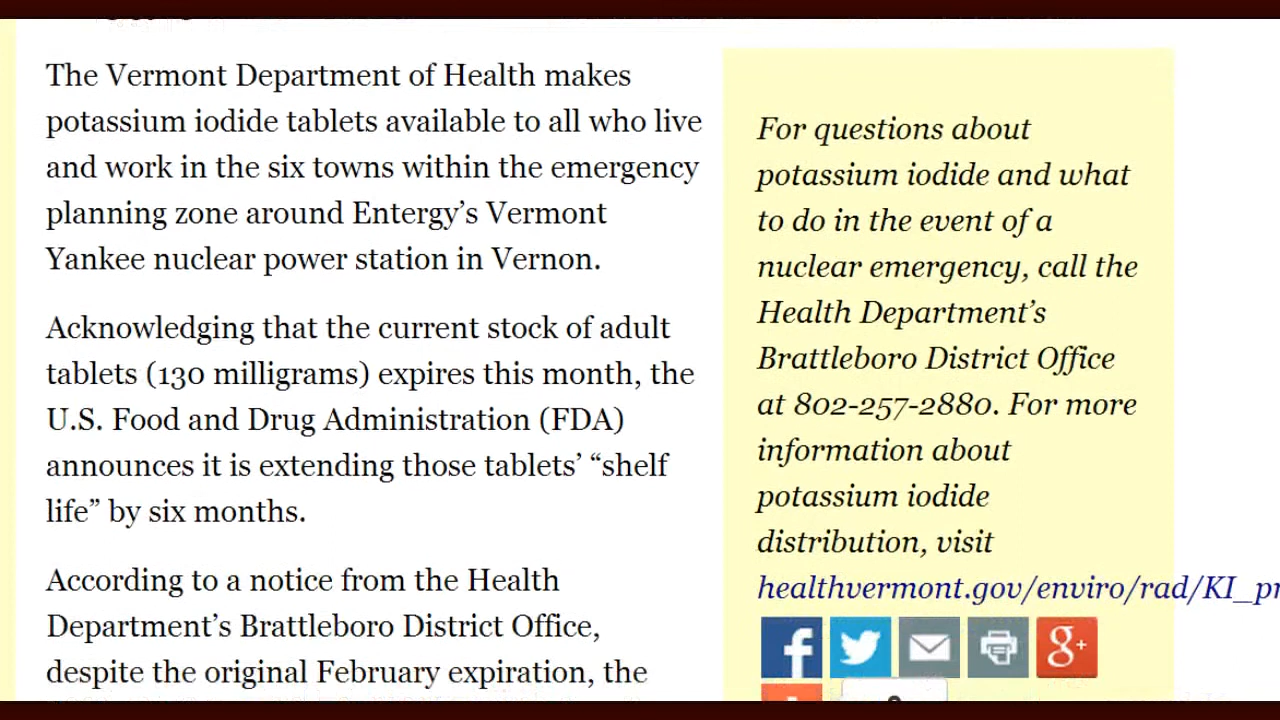 The Vermont Department of Health makes
potassium iodide tablets available to all who live
and work in the six towns within the emergency
planning zone around Entergy’s Vermont
Yankee nuclear power station in Vernon.
Acknowledging that the current stock of adult
tablets (130 milligrams) expires this month, the
U.S. Food and Drug Administration (FDA)
announces it is extending those tablets’ “shelf
life” by six months.
According to a notice from the Health
Department’s Brattleboro District Office,
despite the original February expiration, the
For questions about
potassium iodide and what
to do in the event of a
nuclear emergency, call the
Health Department’s
Brattleboro District Office
at 802-257-2880. For more
information about
potassium iodide
distribution, visit
healthvermont.gov/enviro/rad/KI_pr
f
g+